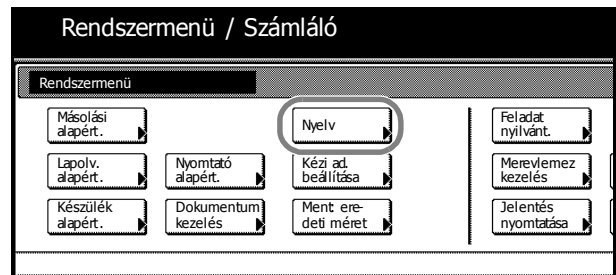 Rendszermenü / Számláló
Rendszermenü
Másolási
alapért.
Nyelv
Feladat
nyilvánt.
Lapolv.
alapért.
Nyomtató
alapért.
Kézi ad.
beállítása
Merevlemez
kezelés
Készülék
alapért.
Dokumentum
kezelés
Ment ere-
deti méret
Jelentés
nyomtatása